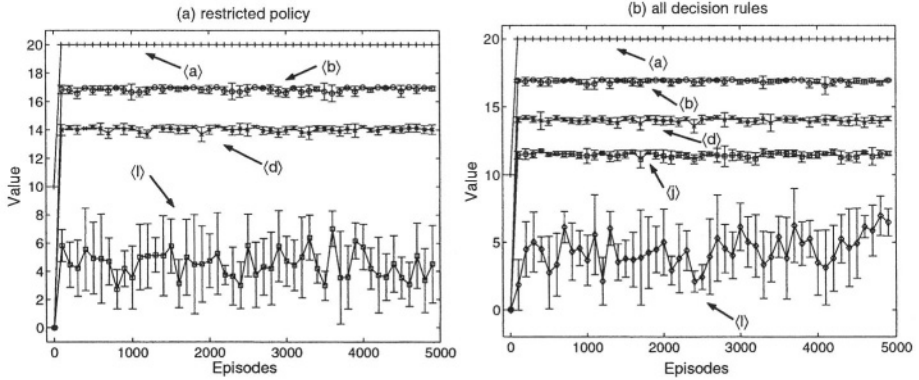 (a) restricted policy
20
18
16
14
12
10
8
6
4
2
0
Value
⟨a⟩
⟨b⟩
⟨d⟩
⟨l⟩
0 1000 2000 3000 4000 5000
Episodes
(b) all decision rules
20
15
10
5
0
Value
⟨a⟩
⟨b⟩
⟨d⟩
⟨j⟩
⟨l⟩
0 1000 2000 3000 4000 5000
Episodes